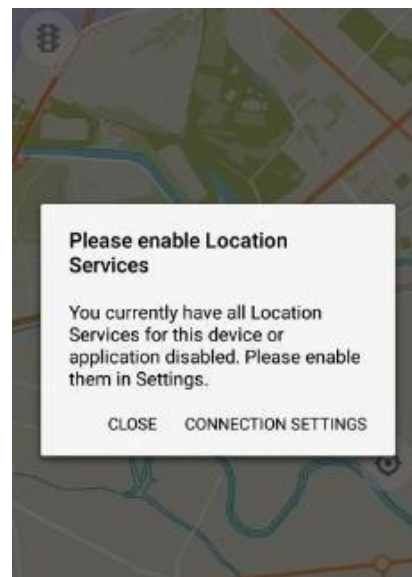 Please enable Location
Services
You currently have all Location
Services for this device or
application disabled. Please enable
them in Settings.
CLOSE CONNECTION SETTINGS